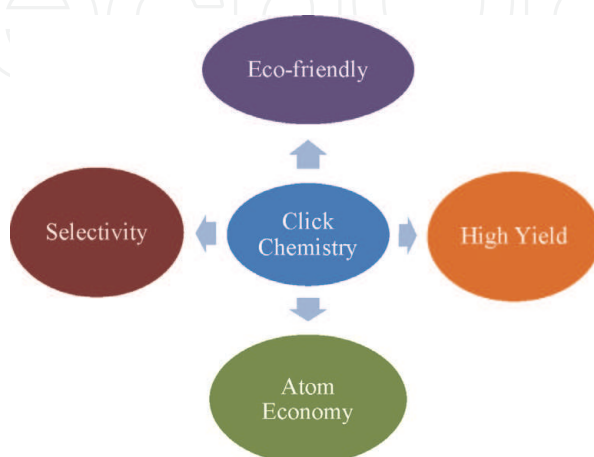 Eco-friendly
Selectivity
Click
Chemistry
High Yield
Atom
Economy